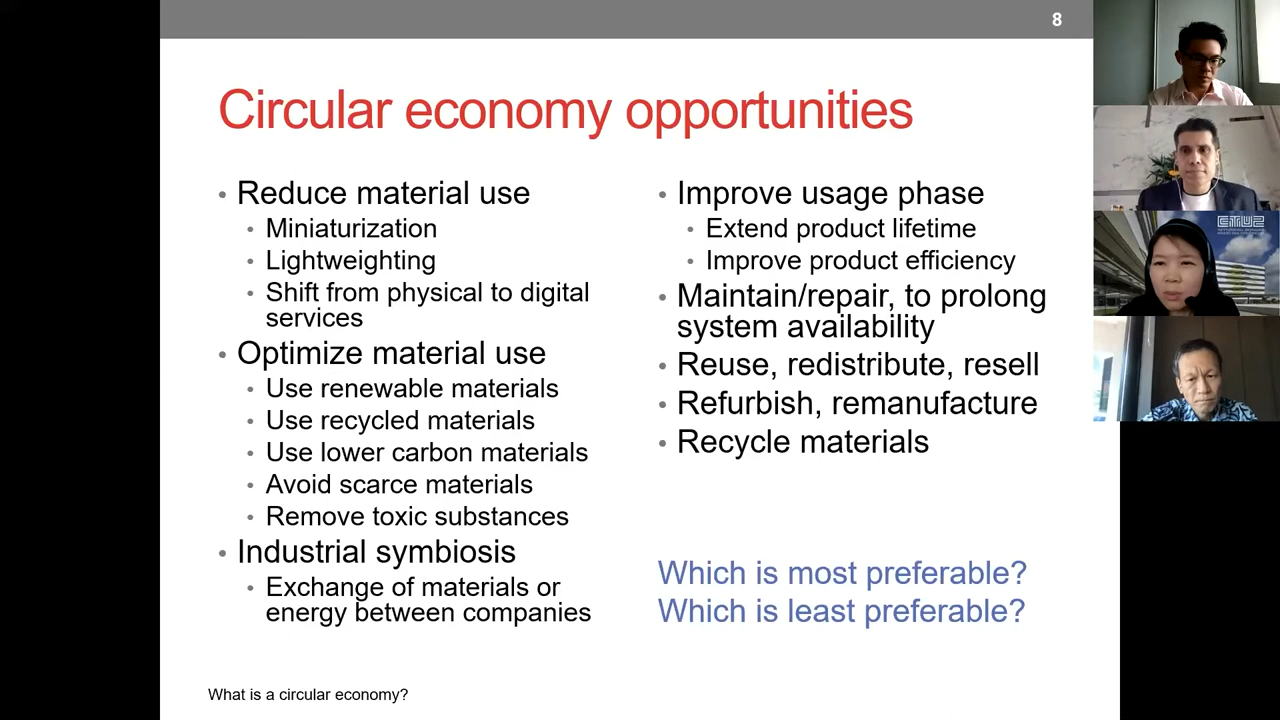 8
Circular economy opportunities
• Reduce material use
• Miniaturization
• Lightweighting
• Shift from physical to digital
services
• Optimize material use
• Use renewable materials
• Use recycled materials
• Use lower carbon materials
• Avoid scarce materials
• Remove toxic substances
• Industrial symbiosis
• Exchange of materials or
energy between companies
• Improve usage phase
• Extend product lifetime
• Improve product efficiency
• Maintain/repair, to prolong
system availability
• Reuse, redistribute, resell
• Refurbish, remanufacture
• Recycle materials
Which is most preferable?
Which is least preferable?
What is a circular economy?